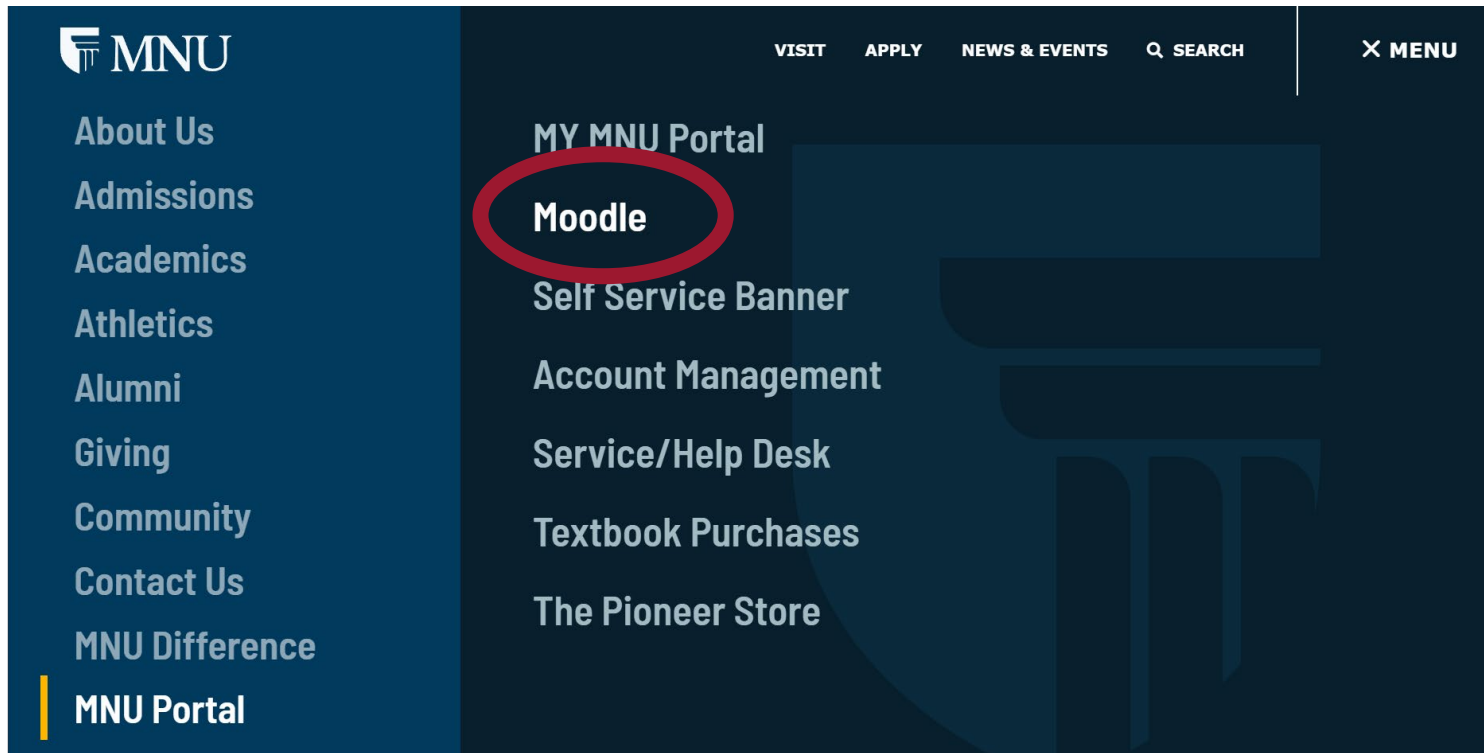 MNU
VISIT APPLY NEWS & EVENTS SEARCH
X MENU
About Us
Admissions
Academics
Athletics
Alumni
Giving
Community
Contact Us
MNU Difference
MNU Portal
MY MNU Portal
Moodle
Self Service Banner
Account Management
Service/Help Desk
Textbook Purchases
The Pioneer Store